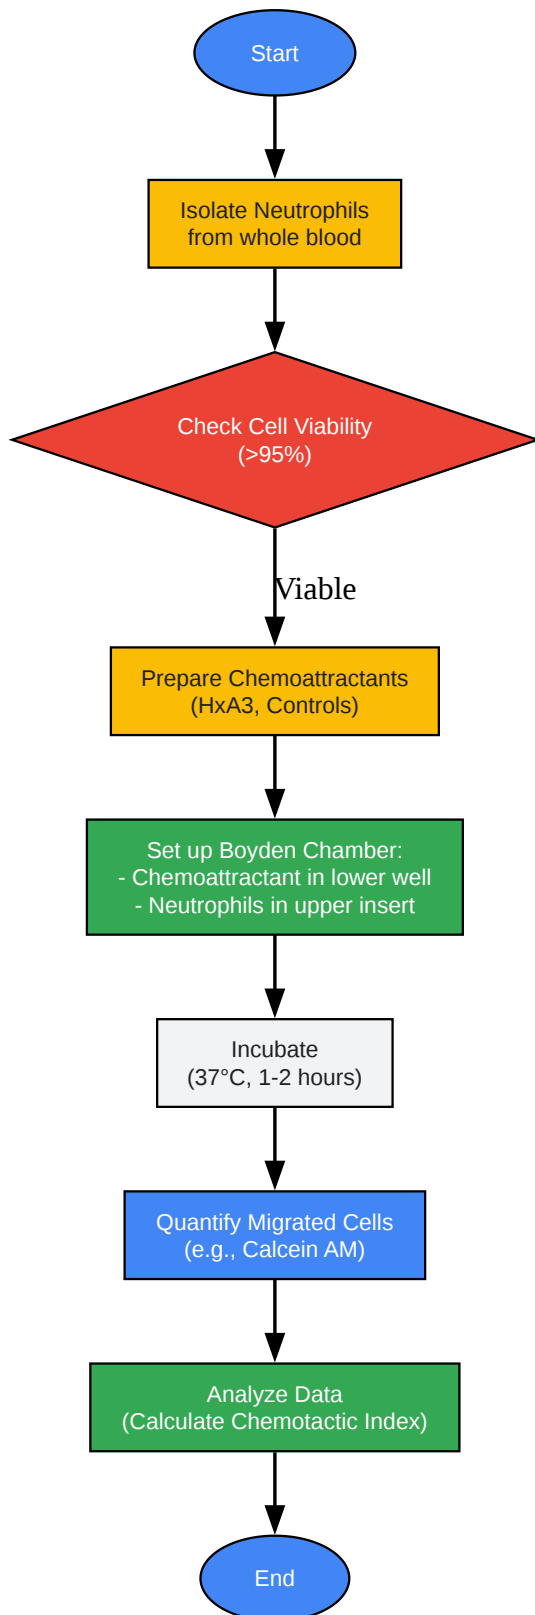 Start
Isolate Neutrophils
from whole blood
Check Cell Viability
(>95%)
Viable
Prepare Chemoattractants
(HxA3, Controls)
Set up Boyden Chamber:
- Chemoattractant in lower well
- Neutrophils in upper insert
Incubate
(37°C, 1-2 hours)
Quantify Migrated Cells
(e.g., Calcein AM)
Analyze Data
(Calculate Chemotactic Index)
End